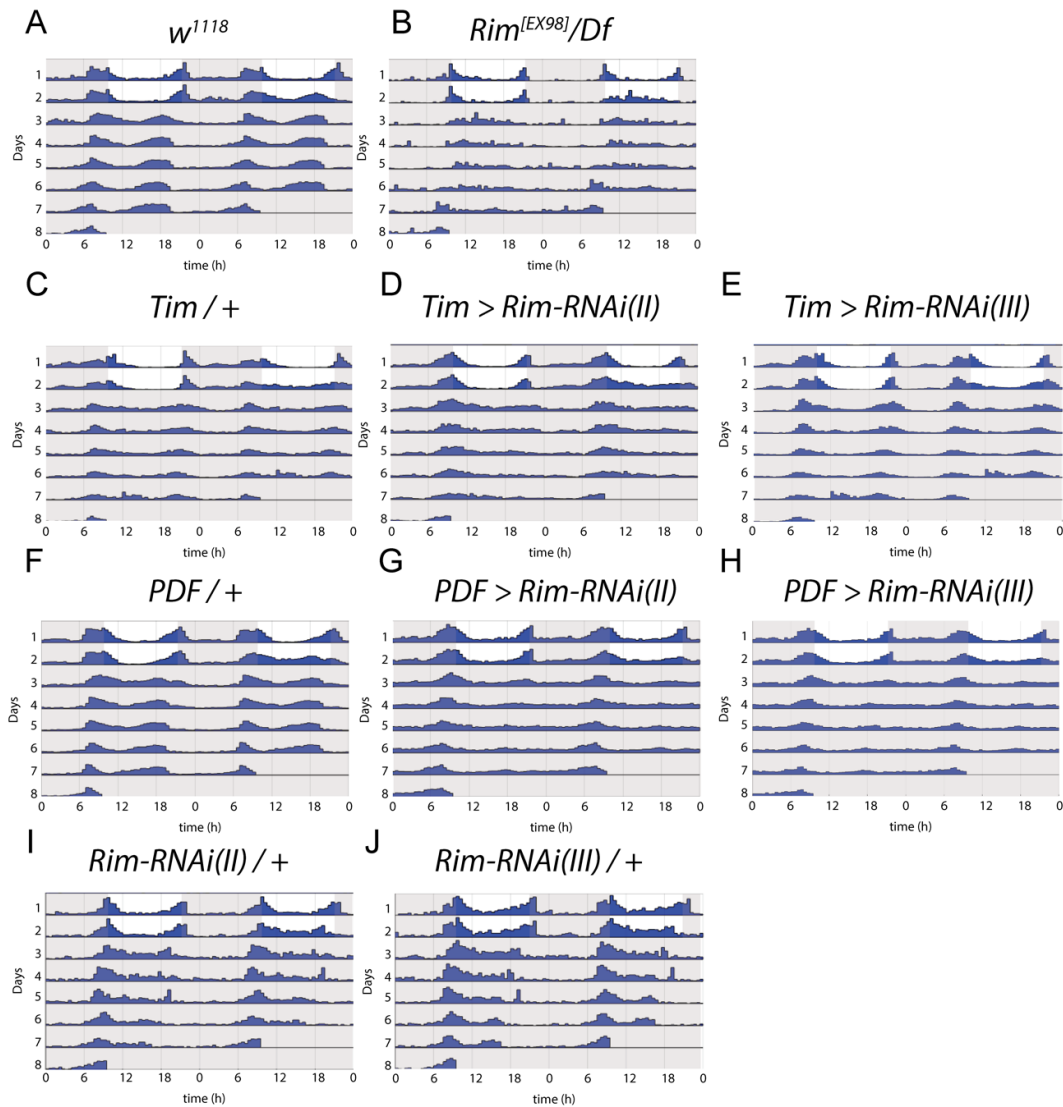 A
w1118
B
Rim[EX98]/Df
Days
1
2
3
4
5
6
7
8
0 6 12 18 0 6 12 18 0
time (h)
1
2
3
4
5
6
7
8
0 6 12 18 0 6 12 18 0
time (h)
C
Tim / +
D
Tim > Rim-RNAi(II)
E
Tim > Rim-RNAi(III)
Days
1
2
3
4
5
6
7
8
0 6 12 18 0 6 12 18 0
time (h)
Days
1
2
3
4
5
6
7
8
0 6 12 18 0 6 12 18 0
time (h)
Days
1
2
3
4
5
6
7
8
0 6 12 18 0 6 12 18 24
time (h)
F
PDF / +
G
PDF > Rim-RNAi(II)
H
PDF > Rim-RNAi(III)
Days
1
2
3
4
5
6
7
8
0 6 12 18 0 6 12 18 0
time (h)
Days
1
2
3
4
5
6
7
8
0 6 12 18 0 6 12 18 0
time (h)
Days
1
2
3
4
5
6
7
8
0 6 12 18 0 6 12 18 0
time (h)
I
Rim-RNAi(II) / +
J
Rim-RNAi(III) / +
Days
1
2
3
4
5
6
7
8
0 6 12 18 0 6 12 18 0
time (h)
Days
1
2
3
4
5
6
7
8
0 6 12 18 0 6 12 18 0
time (h)